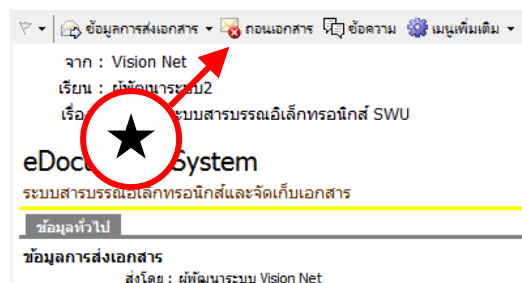 ข้อมูลการส่งเอกสาร ถอนเอกสาร ข้อความ เมนูเพิ่มเติม
จาก : Vision Net
เรียน : ผู้พัฒนาระบบ2
ระบบสารบรรณอิเล็กทรอนิกส์ SWU
System
ระบบสารบรรณอิเล็กทรอนิกส์และจัดเก็บเอกสาร
ข้อมูลทั่วไป
ข้อมูลการส่งเอกสาร
ส่งโดย : ผู้พัฒนาระบบ Vision Net